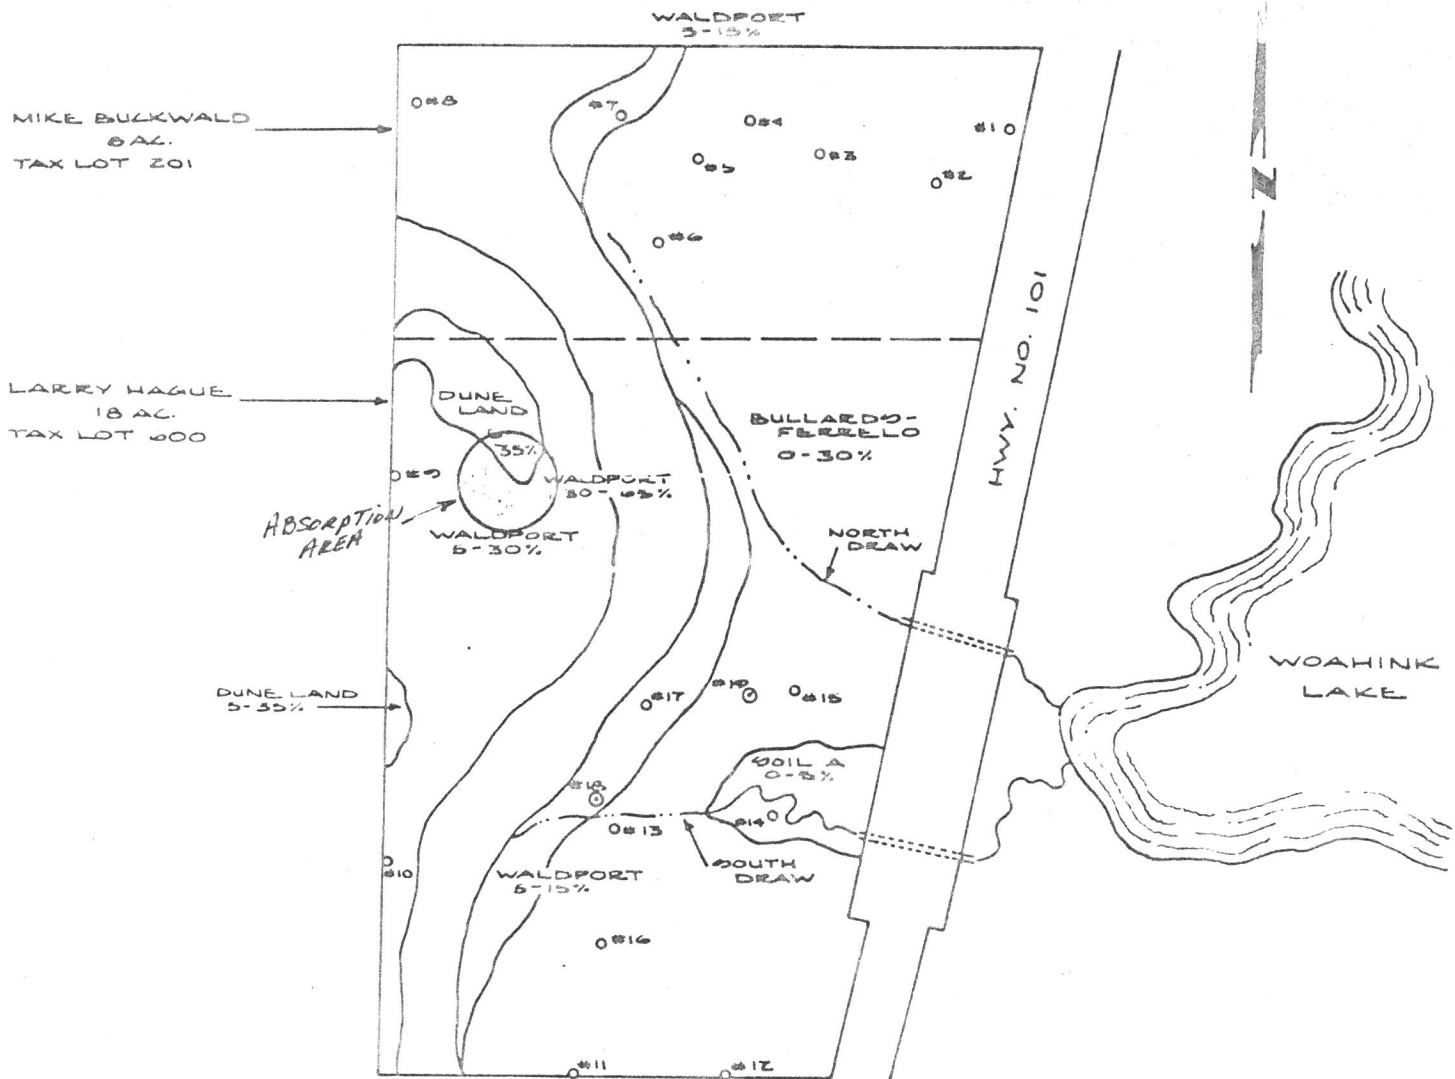 WALDPORT
5-15%
MIKE BUCKWALD
8 AC.
TAX LOT 201
#8
#7
#4
#1
#5
#3
#2
#6
N
HWY. NO. 101
LARRY HAGUE
18 AC.
TAX LOT 600
DUNE
LAND
35%
BULLARDS-
FERRELO
0-30%
#9
WALDPORT
30-65%
ABSORPTION
AREA
WALDPORT
5-30%
NORTH
DRAW
WOAHINK
LAKE
DUNE LAND
5-35%
#17
#15
SOIL A
0-5%
#18
#14
#13
#10
WALDPORT
5-15%
SOUTH
DRAW
#16
#11
#12